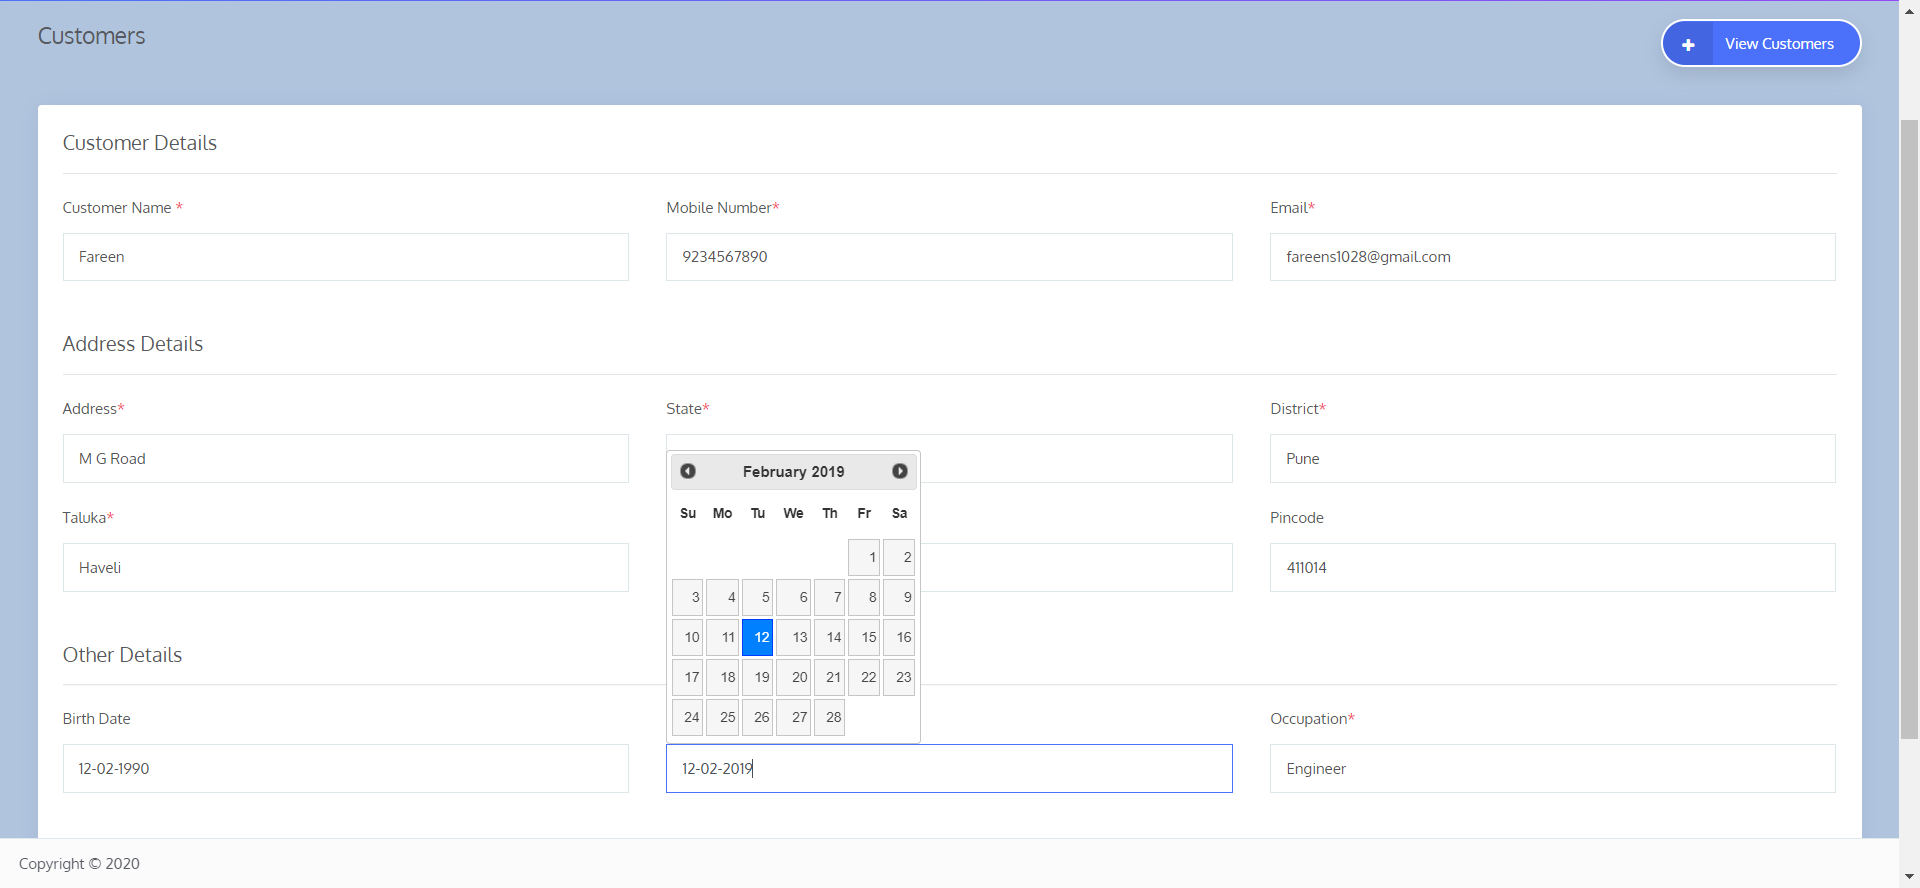 Customers
View Customers
Customer Details
Customer Name *
Mobile Number*
Email*
Fareen
9234567890
fareens1028@gmail.com
Address Details
Address*
State*
District*
M G Road
Pune
February 2019
Su Mo Tu We Th Fr Sa
1 2
3 4 5 6 7 8 9
10 11 12 13 14 15 16
17 18 19 20 21 22 23
24 25 26 27 28
Taluka*
Pincode
Haveli
411014
Other Details
Birth Date
Occupation*
12-02-1990
12-02-2019
Engineer
Copyright © 2020